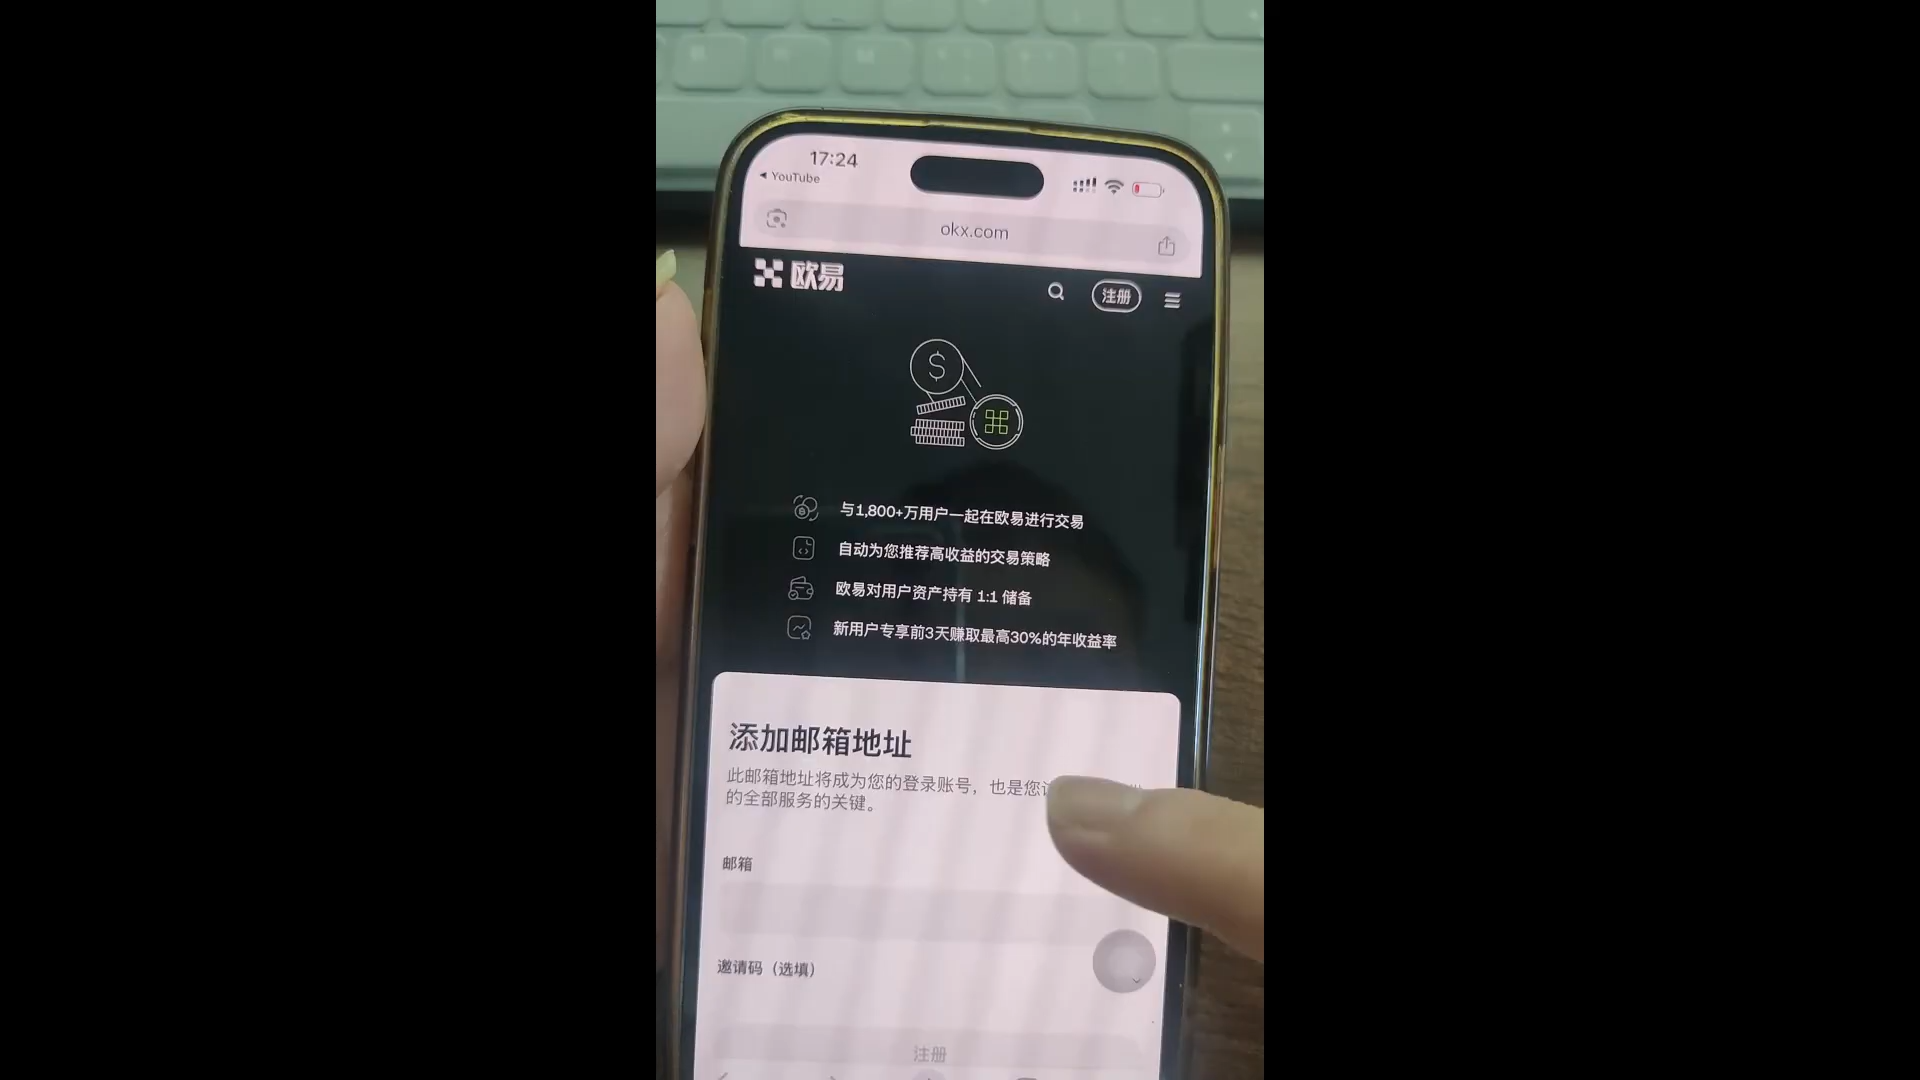 17:24
YouTube
okx.com
欧易
注册
与1,800+万用户一起在欧易进行交易
自动为您推荐高收益的交易策略
欧易对用户资产持有 1:1 储备
新用户专享前3天赚取最高30%的年收益率
添加邮箱地址
此邮箱地址将成为您的登录账号，也是您
的全部服务的关键。
邮箱
邀请码（选填）
注册